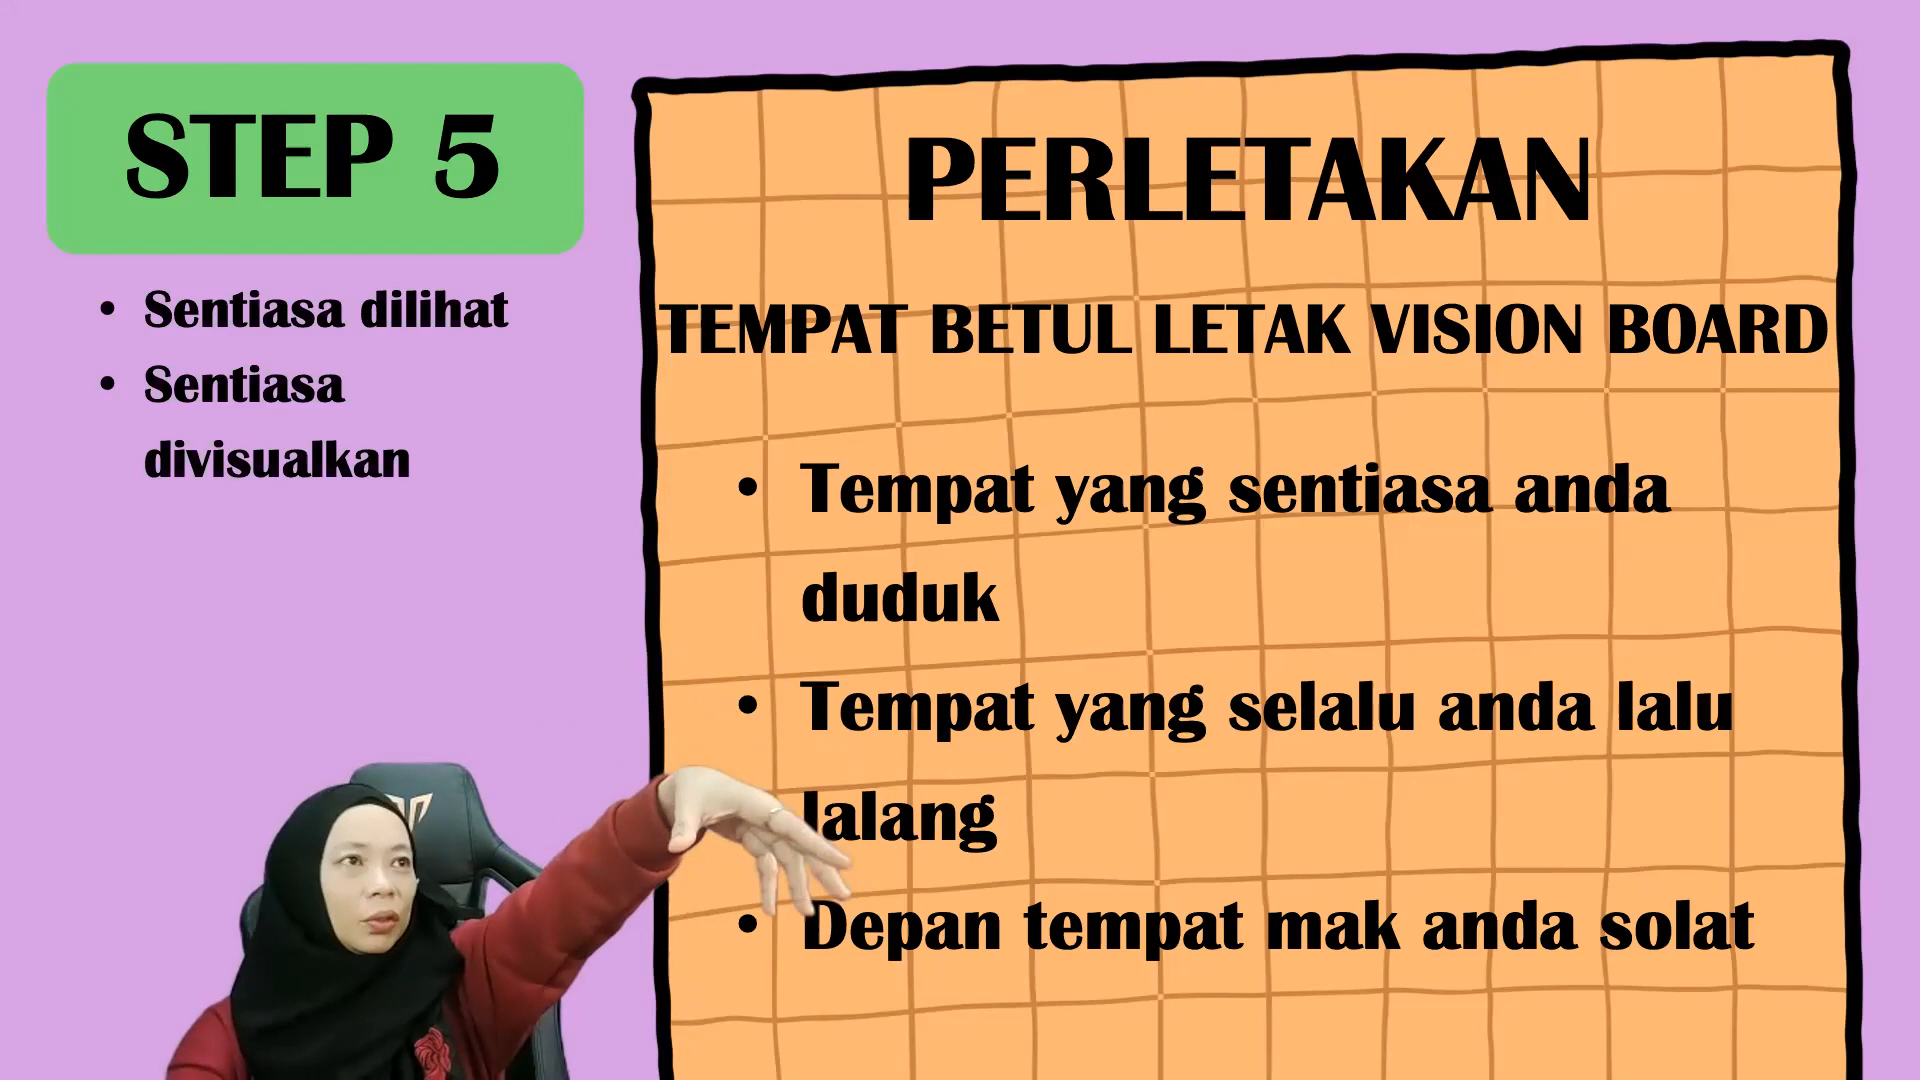 STEP 5
• Sentiasa dilihat
• Sentiasa
divisualkan
PERLETAKAN
TEMPAT BETUL LETAK VISION BOARD
• Tempat yang sentiasa anda
duduk
• Tempat yang selalu anda lalu
lalang
• Depan tempat mak anda solat